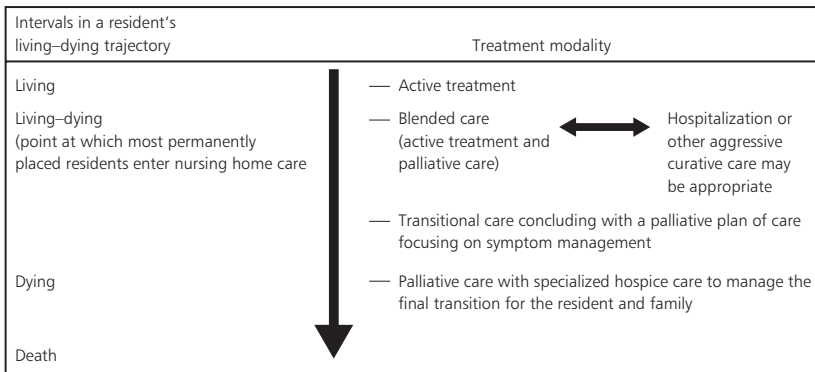 Intervals in a resident's
living–dying trajectory
Treatment modality
Living
— Active treatment
Living–dying
(point at which most permanently
placed residents enter nursing home care
— Blended care
(active treatment and
palliative care)
Hospitalization or
other aggressive
curative care may
be appropriate
— Transitional care concluding with a palliative plan of care
focusing on symptom management
Dying
— Palliative care with specialized hospice care to manage the
final transition for the resident and family
Death